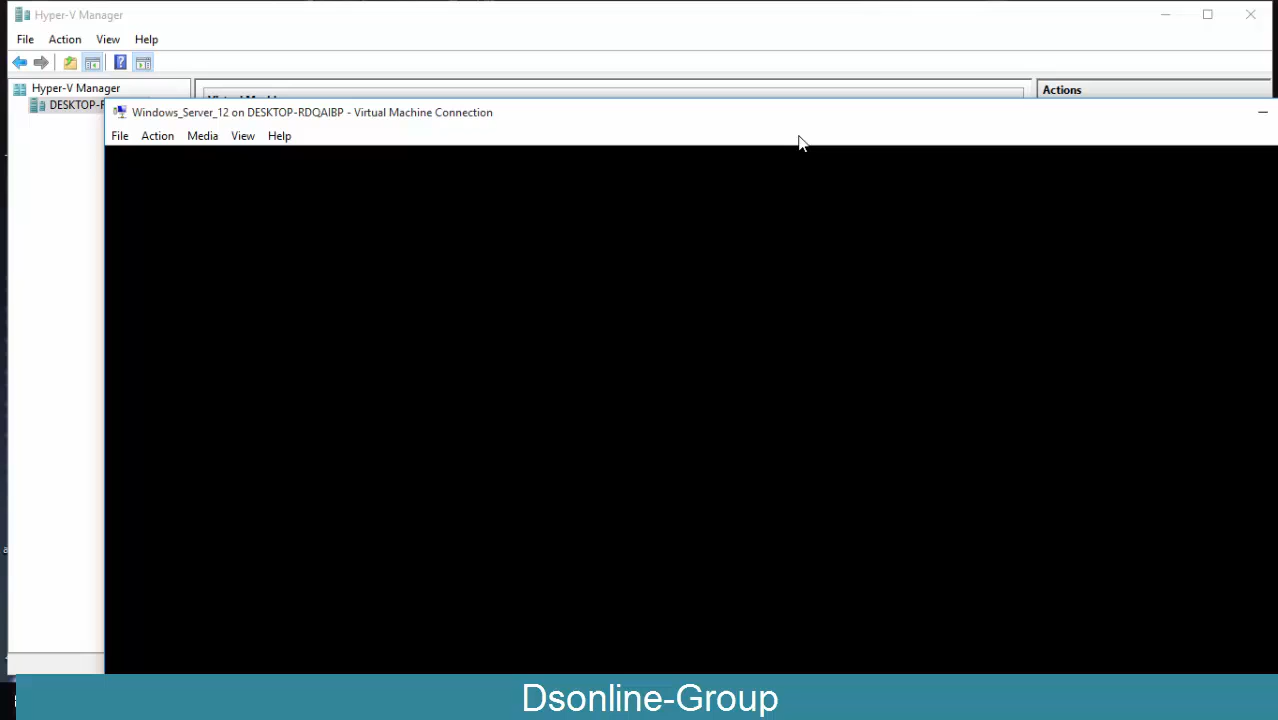 Hyper-V Manager
File Action View Help
Hyper-V Manager
DESKTOP-R
Actions
Windows_Server_12 on DESKTOP-RDQAIBP - Virtual Machine Connection
File Action Media View Help
Dsonline-Group